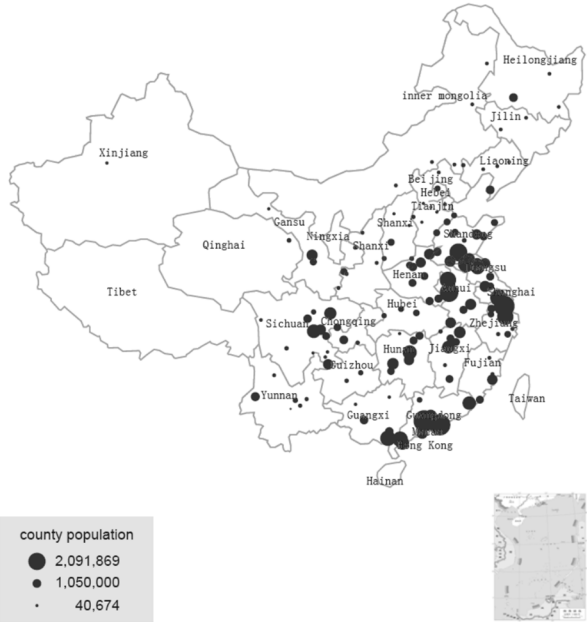 Heilongjiang
inner mongolia
Jilin
Xinjiang
Liaoning
Beijing
Hebei
Tianjin
Gansu
Shanxi
Ningxia
Shandong
Qinghai
Shanxi
Henan
Jiangsu
Tibet
Anhui
Shanghai
Hubei
Sichuan
Chongqing
Zhejiang
Hunan
Jiangxi
Guizhou
Fujian
Yunnan
Taiwan
Guangxi
Guangdong
Hong Kong
Hainan
county population
2,091,869
1,050,000
40,674